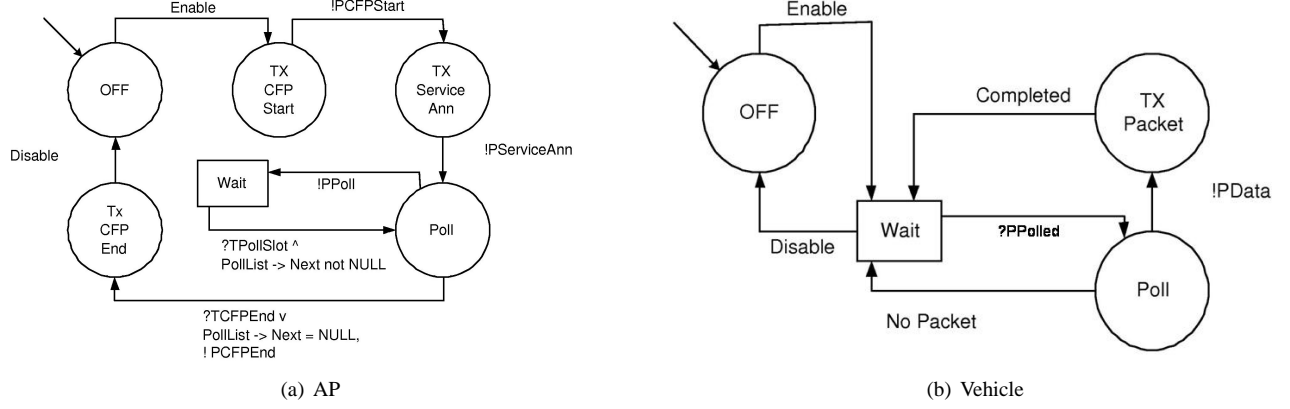 Enable
!PCFPStart
OFF
TX
CFP
Start
TX
Service
Ann
Disable
!PServiceAnn
Wait
!PPoll
Tx
CFP
End
Poll
?TPollSlot ^
PollList -> Next not NULL
?TCFPEnd v
PollList -> Next = NULL,
! PCFPEnd
(a) AP
Enable
OFF
Completed
TX
Packet
!PData
Wait
?PPolled
Disable
Poll
No Packet
(b) Vehicle